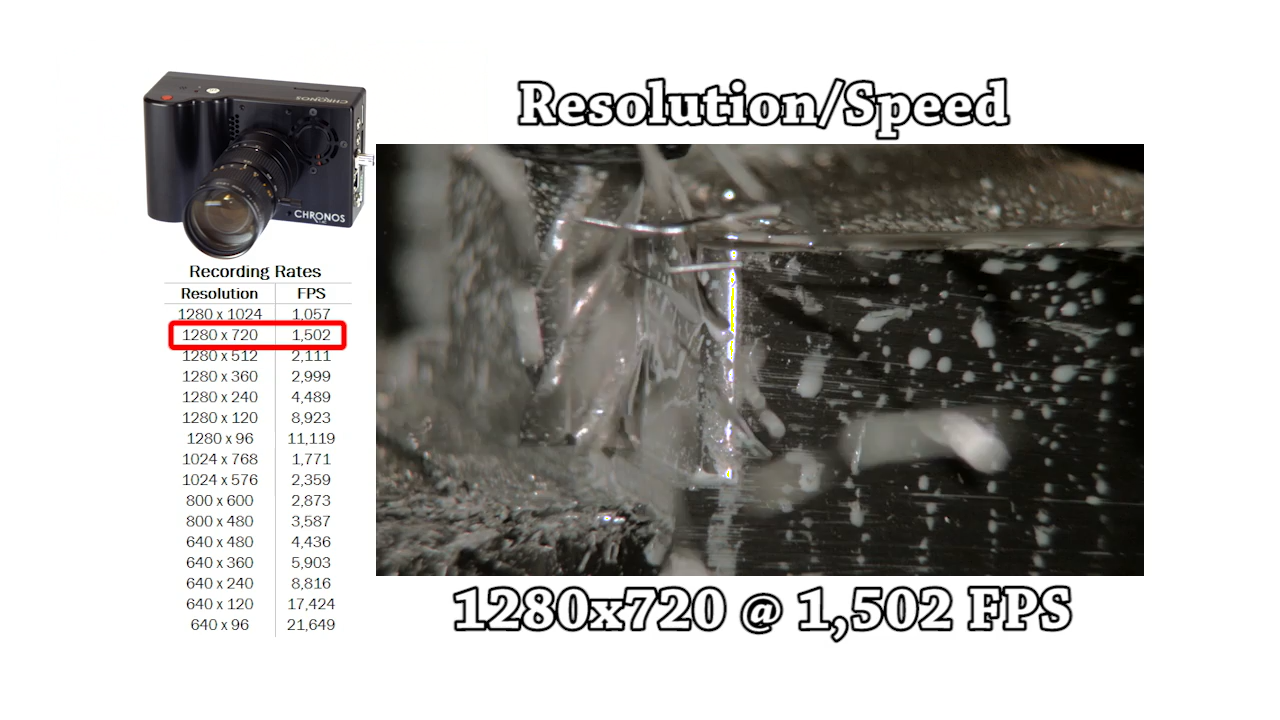 Resolution/Speed
CHRONOS
CHRONOS
Recording Rates
Resolution FPS
1280 x 1024 1,057
1280 x 720 1,502
1280 x 512 2,111
1280 x 360 2,999
1280 x 240 4,489
1280 x 120 8,923
1280 x 96 11,119
1024 x 768 1,771
1024 x 576 2,359
800 x 600 2,873
800 x 480 3,587
640 x 480 4,436
640 x 360 5,903
640 x 240 8,816
640 x 120 17,424
640 x 96 21,649
1280x720 @ 1,502 FPS